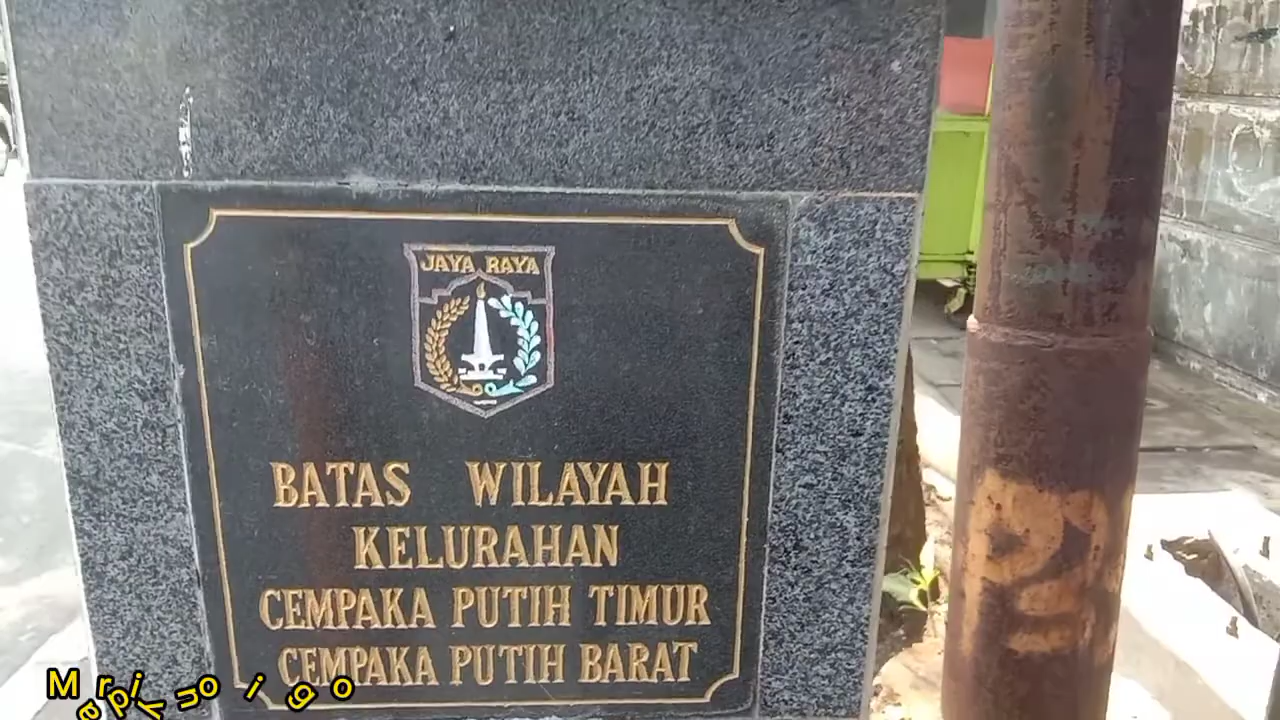 JAYA RAYA
BATAS WILAYAH
KELURAHAN
CEMPAKA PUTIH TIMUR
CEMPAKA PUTIH BARAT